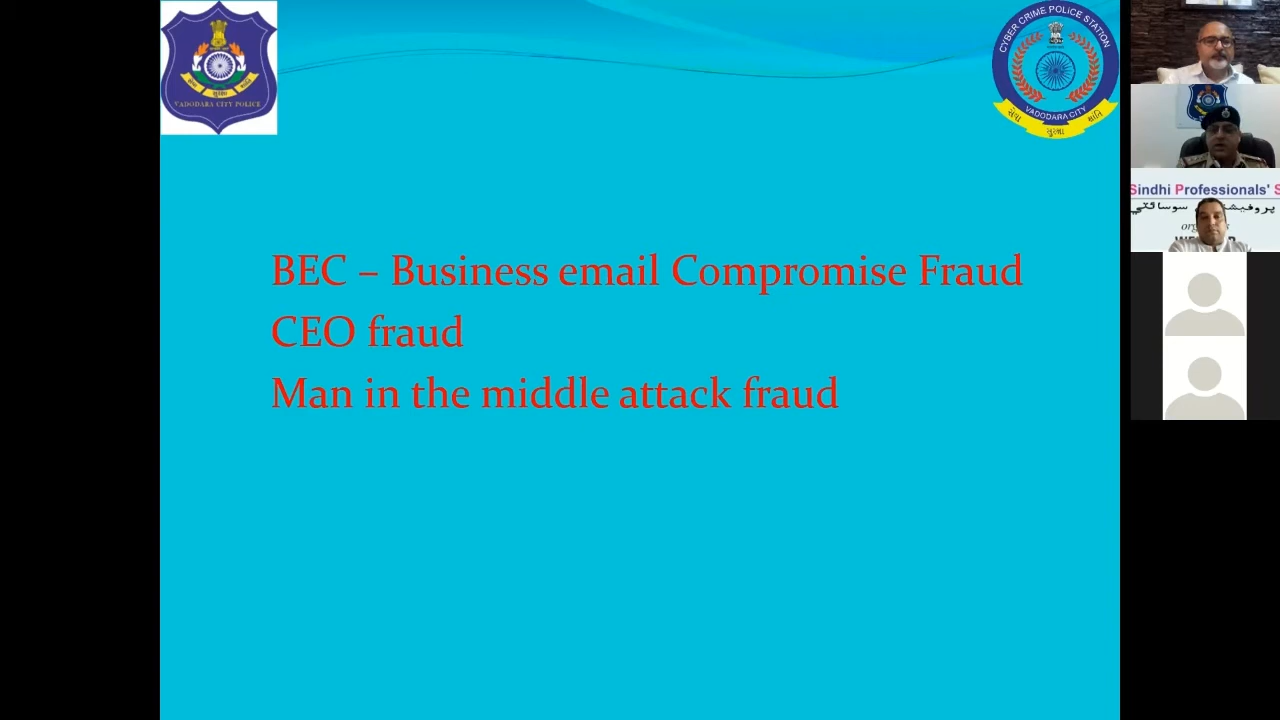 VADODARA CITY POLICE
CYBER CRIME POLICE STATION
VADODARA CITY
સેવા
સુરક્ષા
શાંતિ
BEC – Business email Compromise Fraud
CEO fraud
Man in the middle attack fraud
Sindhi Professionals' S